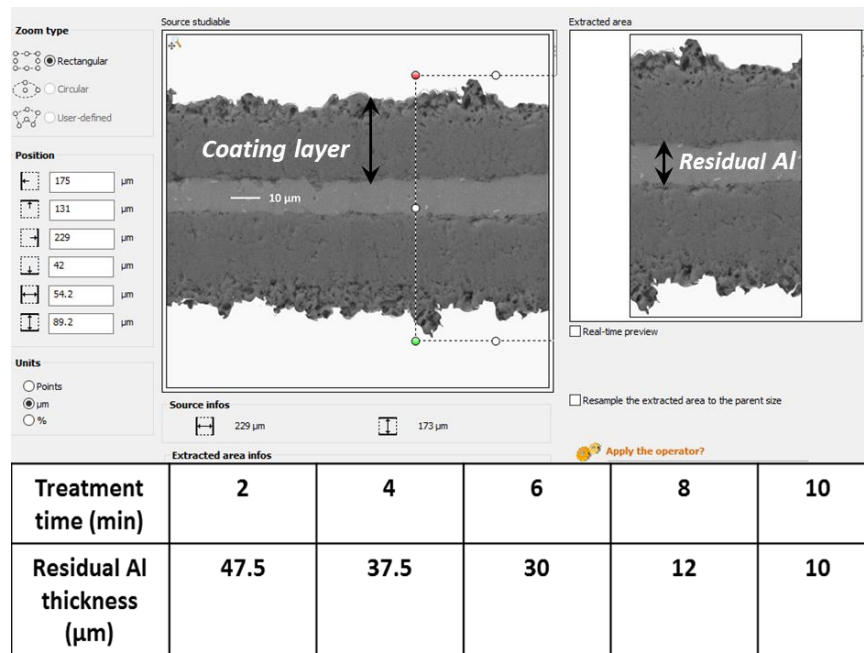 Source studiable
Extracted area
Zoom type
Rectangular
Circular
User-defined
Position
175 µm
131 µm
229 µm
42 µm
54.2 µm
89.2 µm
Units
Points
µm
%
Coating layer
10 µm
Residual Al
Real-time preview
Resample the extracted area to the parent size
Source infos
229 µm 173 µm
Extracted area infos
Apply the operator?
Treatment time (min) 2 4 6 8 10
Residual Al thickness (µm) 47.5 37.5 30 12 10